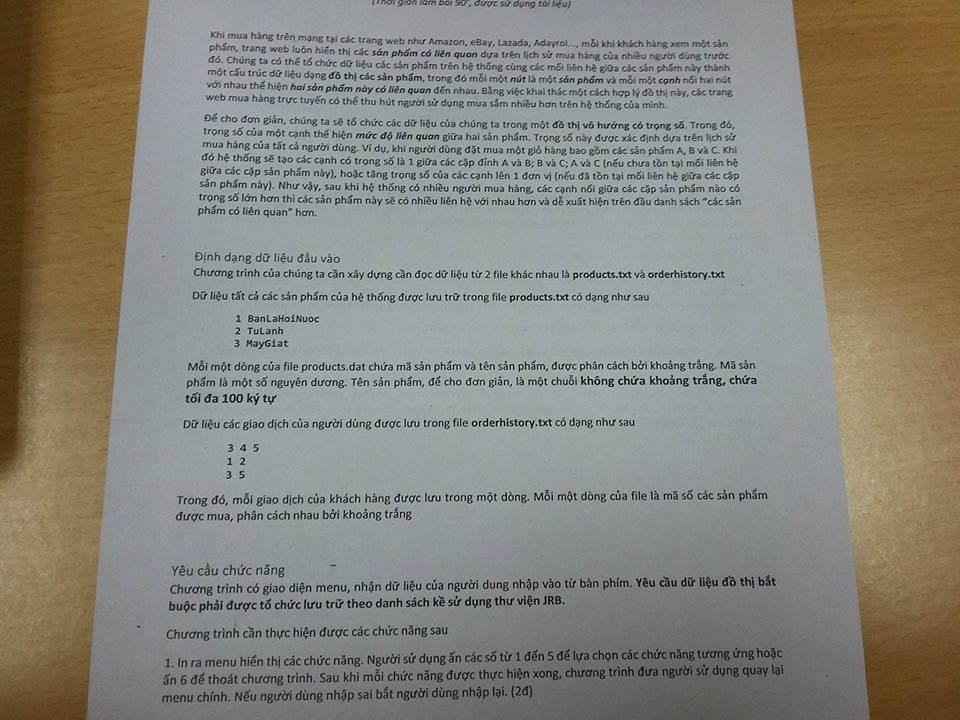 (Thời gian làm bài 90', được sử dụng tài liệu)
Khi mua hàng trên mạng tại các trang web như Amazon, eBay, Lazada, Adayroi..., mỗi khi khách hàng xem một sản
phẩm, trang web luôn hiển thị các sản phẩm có liên quan dựa trên lịch sử mua hàng của nhiều người dùng trước
đó. Chúng ta có thể tổ chức dữ liệu các sản phẩm trên hệ thống cùng các mối liên hệ giữa các sản phẩm này thành
một cấu trúc dữ liệu dạng đồ thị các sản phẩm, trong đó mỗi một nút là một sản phẩm và mỗi một cạnh nối hai nút
với nhau thể hiện hai sản phẩm này có liên quan đến nhau. Bằng việc khai thác một cách hợp lý đồ thị này, các trang
web mua hàng trực tuyến có thể thu hút người sử dụng mua sắm nhiều hơn trên hệ thống của mình.
Để cho đơn giản, chúng ta sẽ tổ chức các dữ liệu của chúng ta trong một đồ thị vô hướng có trọng số. Trong đó,
trọng số của một cạnh thể hiện mức độ liên quan giữa hai sản phẩm. Trọng số này được xác định dựa trên lịch sử
mua hàng của tất cả người dùng. Ví dụ, khi người dùng đặt mua một giỏ hàng bao gồm các sản phẩm A, B và C. Khi
đó hệ thống sẽ tạo các cạnh có trọng số là 1 giữa các cặp đỉnh A và B; B và C; A và C (nếu chưa tồn tại mối liên hệ
giữa các cặp sản phẩm này), hoặc tăng trọng số của các cạnh lên 1 đơn vị (nếu đã tồn tại mối liên hệ giữa các cặp
sản phẩm này). Như vậy, sau khi hệ thống có nhiều người mua hàng, các cạnh nối giữa các cặp sản phẩm nào có
trọng số lớn hơn thì các sản phẩm này sẽ có nhiều liên hệ với nhau hơn và dễ xuất hiện trên đầu danh sách "các sản
phẩm có liên quan" hơn.
Định dạng dữ liệu đầu vào
Chương trình của chúng ta cần xây dựng cần đọc dữ liệu từ 2 file khác nhau là products.txt và orderhistory.txt
Dữ liệu tất cả các sản phẩm của hệ thống được lưu trữ trong file products.txt có dạng như sau
1 BanLaHoiNuoc
2 TuLanh
3 MayGiat
Mỗi một dòng của file products.dat chứa mã sản phẩm và tên sản phẩm, được phân cách bởi khoảng trắng. Mã sản
phẩm là một số nguyên dương. Tên sản phẩm, để cho đơn giản, là một chuỗi không chứa khoảng trắng, chứa
tối đa 100 ký tự
Dữ liệu các giao dịch của người dùng được lưu trong file orderhistory.txt có dạng như sau
3 4 5
1 2
3 5
Trong đó, mỗi giao dịch của khách hàng được lưu trong một dòng. Mỗi một dòng của file là mã số các sản phẩm
được mua, phân cách nhau bởi khoảng trắng
Yêu cầu chức năng
Chương trình có giao diện menu, nhận dữ liệu của người dung nhập vào từ bàn phím. Yêu cầu dữ liệu đồ thị bắt
buộc phải được tổ chức lưu trữ theo danh sách kề sử dụng thư viện JRB.
Chương trình cần thực hiện được các chức năng sau
1. In ra menu hiển thị các chức năng. Người sử dụng ấn các số từ 1 đến 5 để lựa chọn các chức năng tương ứng hoặc
ấn 6 để thoát chương trình. Sau khi mỗi chức năng được thực hiện xong, chương trình đưa người sử dụng quay lại
menu chính. Nếu người dùng nhập sai bắt người dùng nhập lại. (2đ)